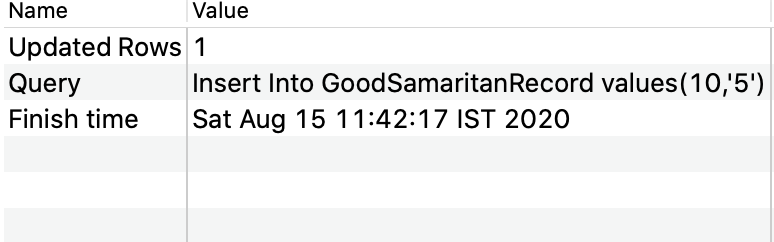 Name Value
Updated Rows 1
Query Insert Into GoodSamaritanRecord values(10,'5')
Finish time Sat Aug 15 11:42:17 IST 2020